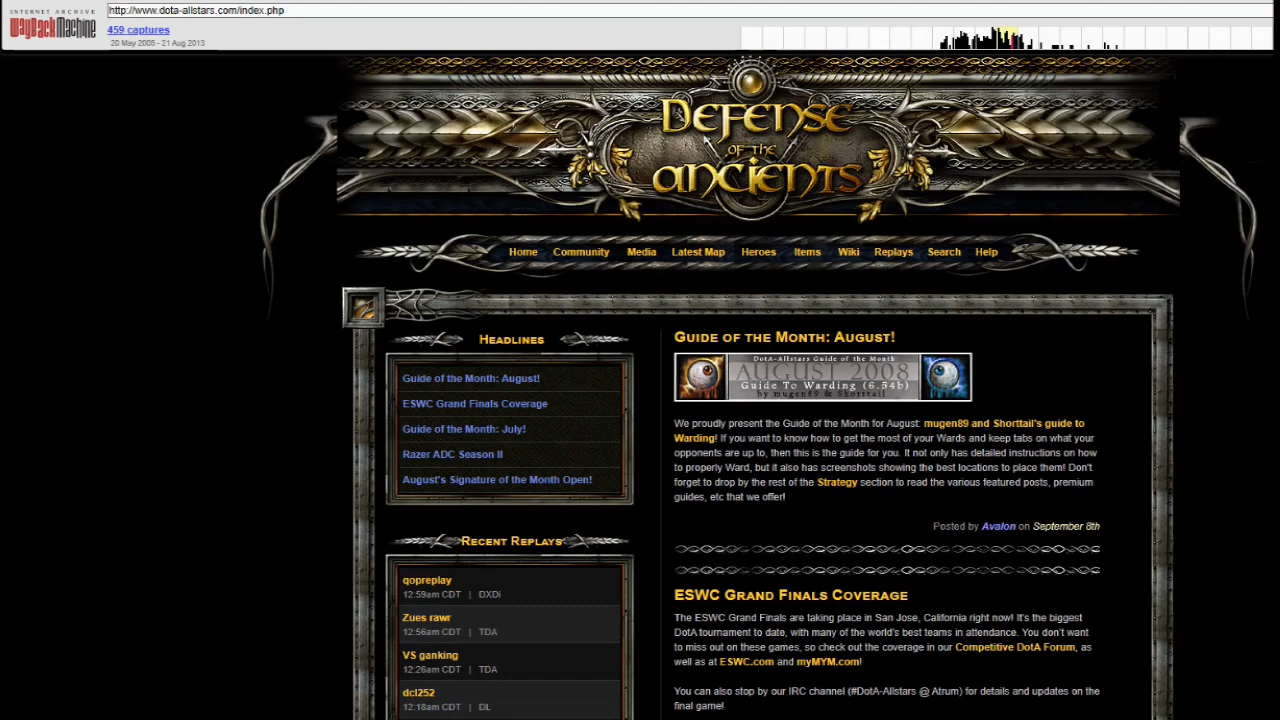 INTERNET ARCHIVE
WayBackMachine
http://www.dota-allstars.com/index.php
459 captures
20 May 2005 - 21 Aug 2013
Defense
of the
ancients
Home Community Media Latest Map Heroes Items Wiki Replays Search Help
Headlines
Guide of the Month: August!
ESWC Grand Finals Coverage
Guide of the Month: July!
Razer ADC Season II
August's Signature of the Month Open!
Recent Replays
qopreplay
12:59am CDT | DXDi
Zues rawr
12:56am CDT | TDA
VS ganking
12:26am CDT | TDA
dcl252
12:18am CDT | DL
Guide of the Month: August!
DotA-Allstars Guide of the Month
AUGUST 2008
Guide To Warding (6.54b)
by mugen89 & Shorttail
We proudly present the Guide of the Month for August: mugen89 and Shorttail's guide to
Warding! If you want to know how to get the most of your Wards and keep tabs on what your
opponents are up to, then this is the guide for you. It not only has detailed instructions on how
to properly Ward, but it also has screenshots showing the best locations to place them! Don't
forget to drop by the rest of the Strategy section to read the various featured posts, premium
guides, etc that we offer!
Posted by Avalon on September 8th
ESWC Grand Finals Coverage
The ESWC Grand Finals are taking place in San Jose, California right now! It's the biggest
DotA tournament to date, with many of the world's best teams in attendance. You don't want
to miss out on these games, so check out the coverage in our Competitive DotA Forum, as
well as at ESWC.com and myMYM.com!
You can also stop by our IRC channel (#DotA-Allstars @ Atrum) for details and updates on the
final game!